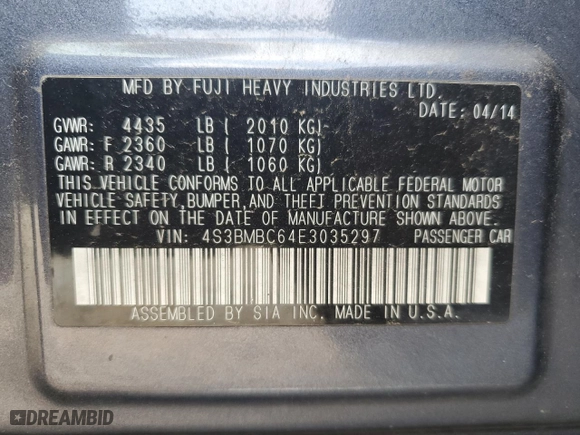 MFD BY FUJI HEAVY INDUSTRIES LTD.
DATE: 04/14
GVWR: 4435 LB ( 2010 KG)
GAWR: F 2360 LB ( 1070 KG)
GAWR: R 2340 LB ( 1060 KG)
THIS VEHICLE CONFORMS TO ALL APPLICABLE FEDERAL MOTOR
VEHICLE SAFETY, BUMPER, AND THEFT PREVENTION STANDARDS
IN EFFECT ON THE DATE OF MANUFACTURE SHOWN ABOVE.
VIN: 4S3BMBC64E3035297 PASSENGER CAR
ASSEMBLED BY SIA INC. MADE IN U.S.A.
DREAMBID